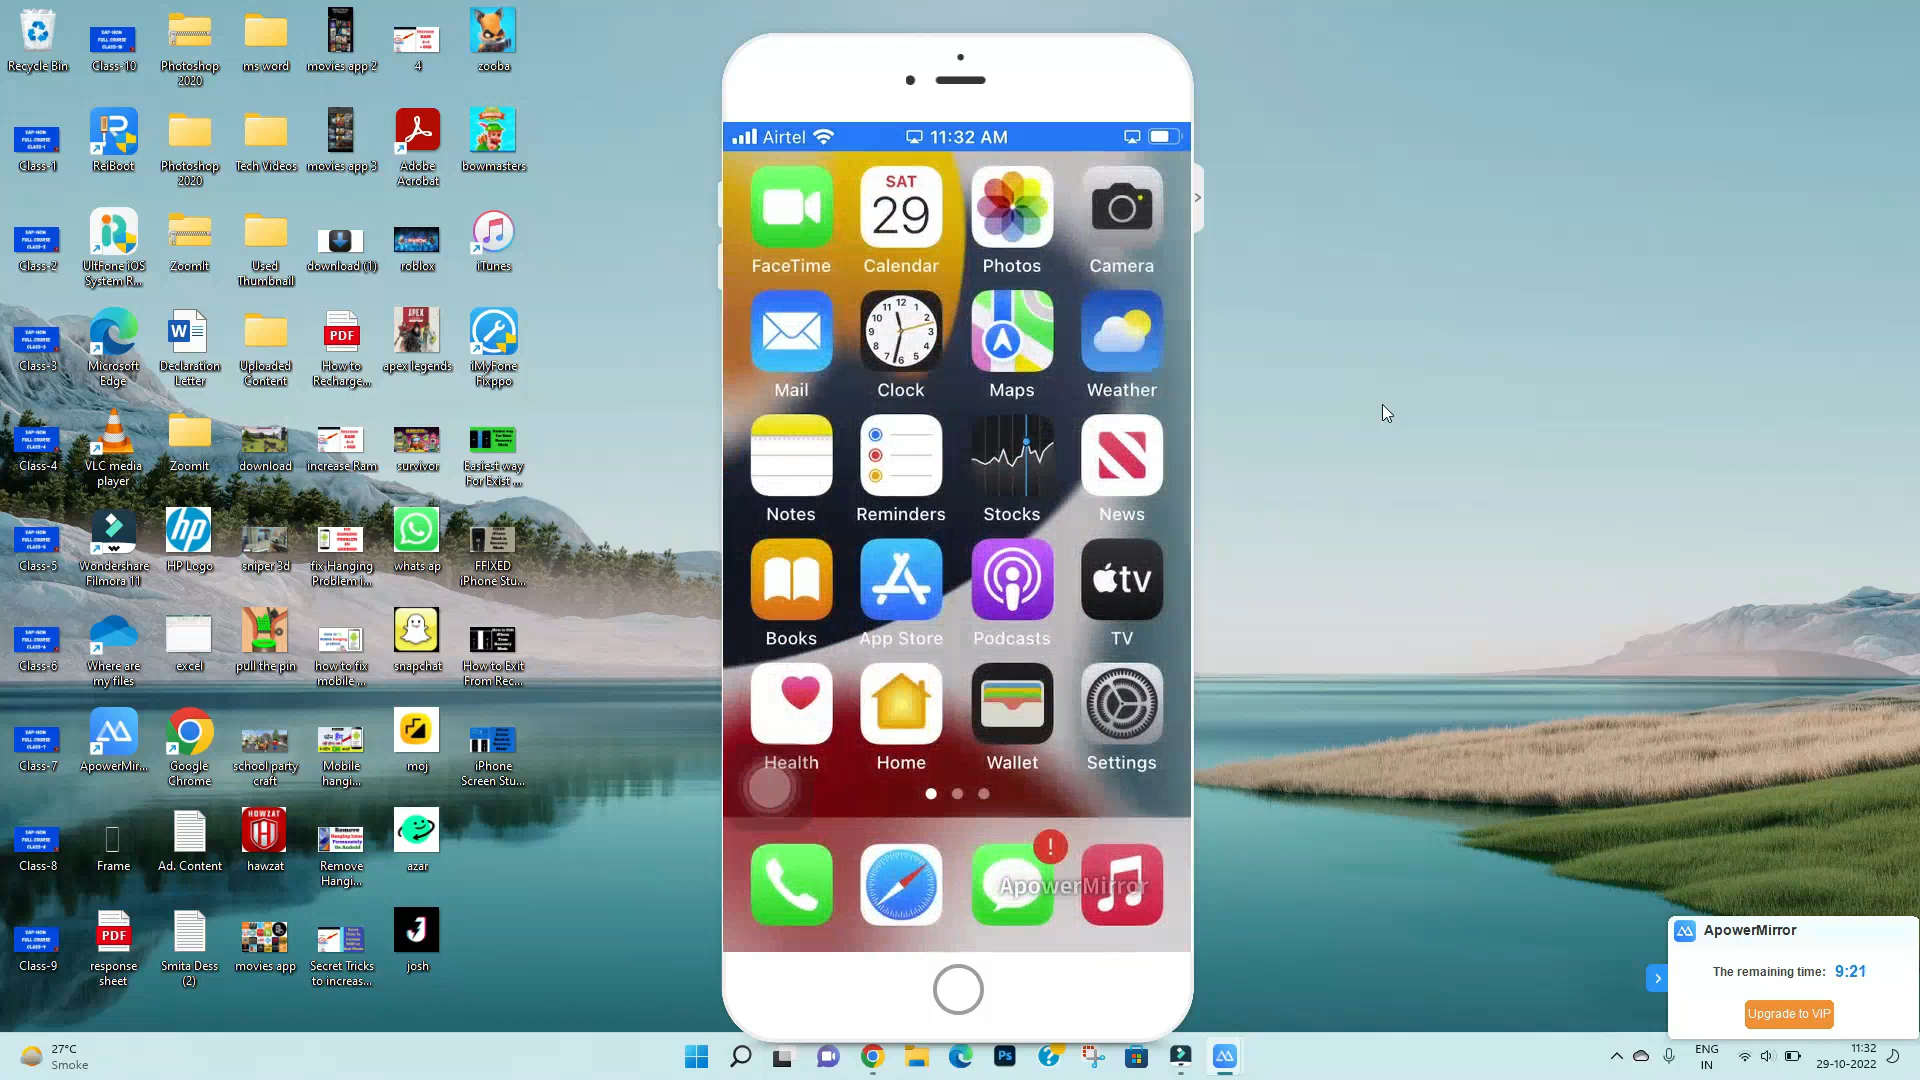 Recycle Bin
Class-10
Photoshop 2020
ms word
movies app 2
4
zooba
Class-1
ReiBoot
Photoshop 2020
Tech Videos
movies app 3
Adobe Acrobat
bowmasters
Class-2
UltFone iOS System R...
ZoomIt
Used Thumbnail
download (1)
roblox
iTunes
Class-3
Microsoft Edge
Declaration Letter
Uploaded Content
How to Recharge...
apex legends
iMyFone Fixppo
Class-4
VLC media player
ZoomIt
download
increase Ram
survivor
Easiest way For Exist ...
Class-5
Wondershare Filmora 11
HP Logo
sniper 3d
fix Hanging Problem i...
whats ap
FFIXED iPhone Stu...
Class-6
Where are my files
excel
pull the pin
how to fix mobile ...
snapchat
How to Exit From Rec...
Class-7
ApowerMir...
Google Chrome
school party craft
Mobile hangi...
moj
iPhone Screen Stu...
Class-8
Frame
Ad. Content
hawzat
Remove Hangi...
azar
Class-9
response sheet
Smita Dess (2)
movies app
Secret Tricks to increas...
josh
Airtel 11:32 AM
SAT
29
FaceTime Calendar Photos Camera
Mail Clock Maps Weather
Notes Reminders Stocks News
tv
Books App Store Podcasts TV
Health Home Wallet Settings
!
ApowerMirror
ApowerMirror
The remaining time: 9:21
Upgrade to VIP
27°C
Smoke
Ps
ENG
IN
11:32
29-10-2022